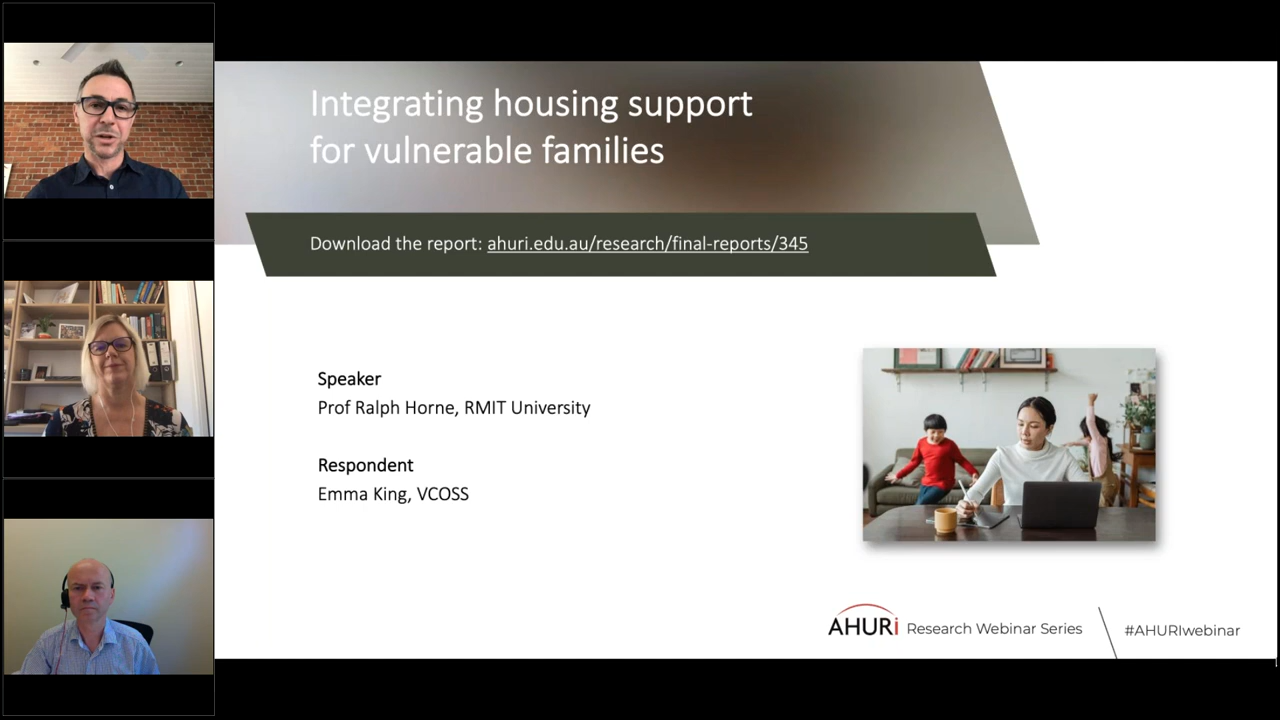 Integrating housing support
for vulnerable families
Download the report: ahuri.edu.au/research/final-reports/345
Speaker
Prof Ralph Horne, RMIT University
Respondent
Emma King, VCOSS
AHURi Research Webinar Series
#AHURIwebinar